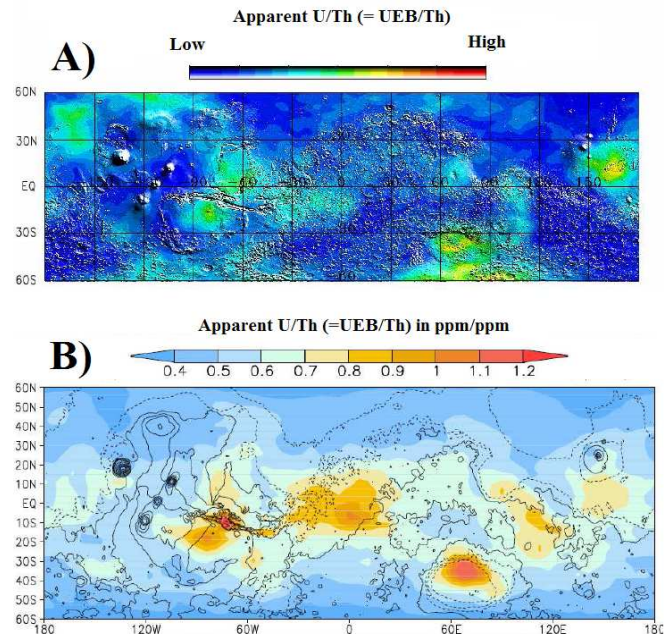 Apparent U/Th (= UEB/Th)
Low High
A)
60N
30N
EQ
30S
60S
Apparent U/Th (=UEB/Th) in ppm/ppm
B)
0.4 0.5 0.6 0.7 0.8 0.9 1 1.1 1.2
60N
50N
40N
30N
20N
10N
EQ
10S
20S
30S
40S
50S
60S
180 120W 60W 0 60E 120E 180